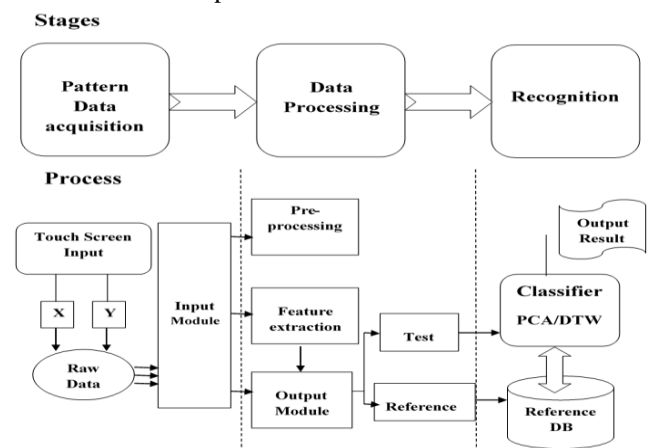 Stages
Pattern
Data
acquisition
Data
Processing
Recognition
Process
Touch Screen
Input
X
Y
Raw
Data
Input
Module
Pre-
processing
Feature
extraction
Output
Module
Test
Reference
Output
Result
Classifier
PCA/DTW
Reference
DB